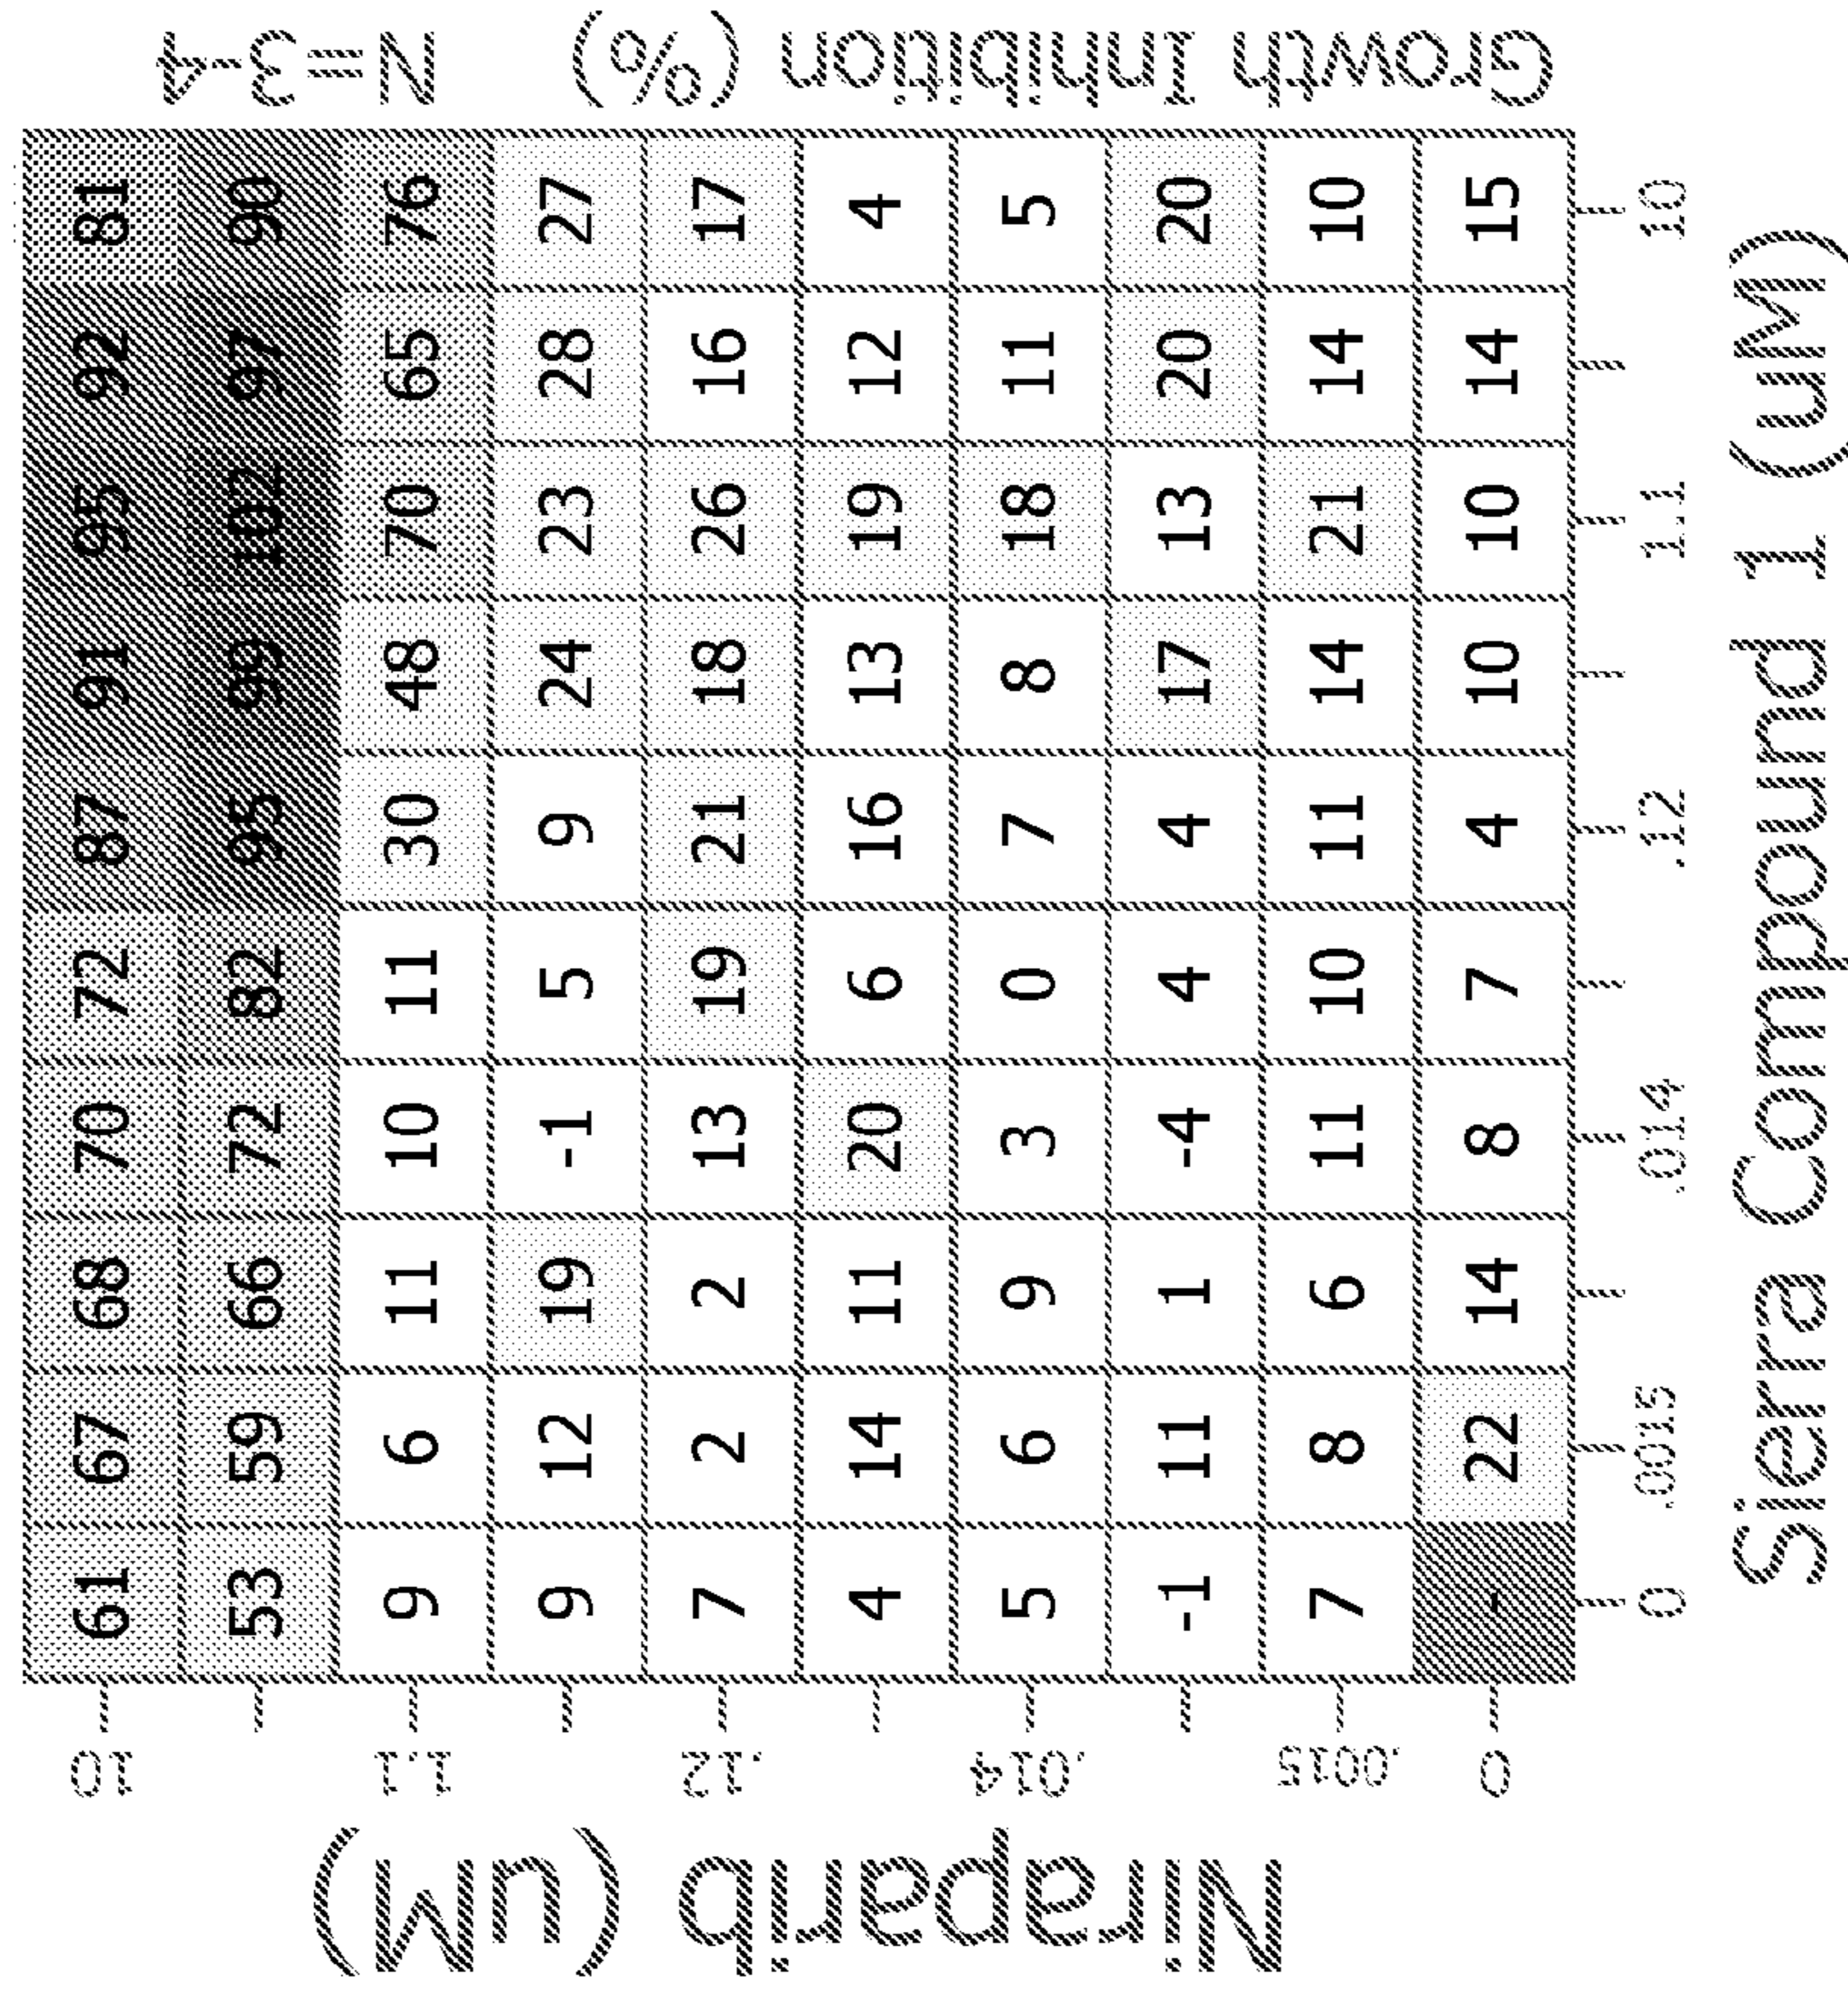 N=3-4
Growth Inhibition (%)
Niraparib (uM)
10 61 67 68 70 72 87 91 95 92 81
53 59 66 72 82 95 99 102 97 90
1.1 9 6 11 10 11 30 48 70 65 76
9 12 19 -1 5 9 24 23 28 27
.12 7 2 2 13 19 21 18 26 16 17
4 14 11 20 6 16 13 19 12 4
.014 5 6 9 3 0 7 8 18 11 5
-1 11 1 -4 4 4 17 13 20 20
.0015 7 8 6 11 10 11 14 21 14 10
0 - 22 14 8 7 4 10 10 14 15
0 .0015 .014 .12 1.1 10
Sierra Compound 1 (uM)